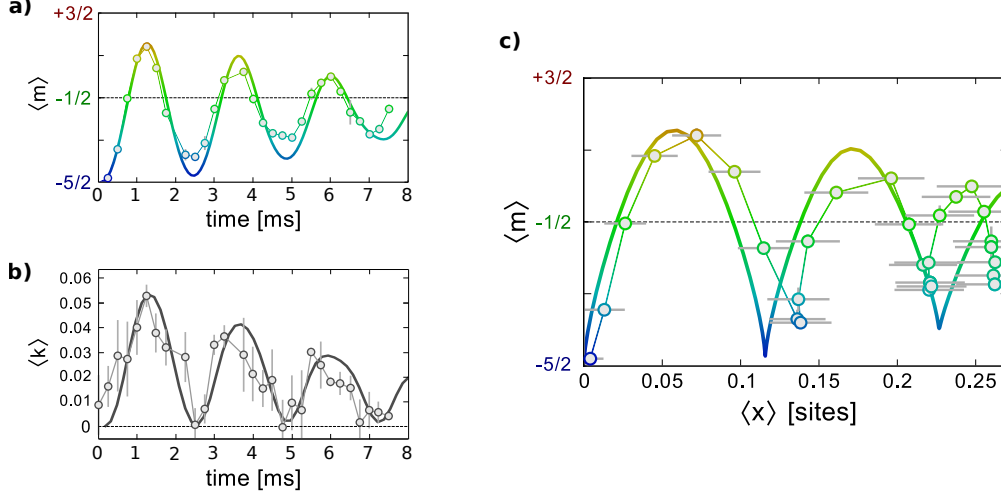 a)
+3/2
⟨m⟩
-1/2
-5/2
0 1 2 3 4 5 6 7 8
time [ms]
b)
0.06
0.05
0.04
⟨k⟩
0.03
0.02
0.01
0
0 1 2 3 4 5 6 7 8
time [ms]
c)
+3/2
⟨m⟩
-1/2
-5/2
0 0.05 0.1 0.15 0.2 0.25
⟨x⟩ [sites]